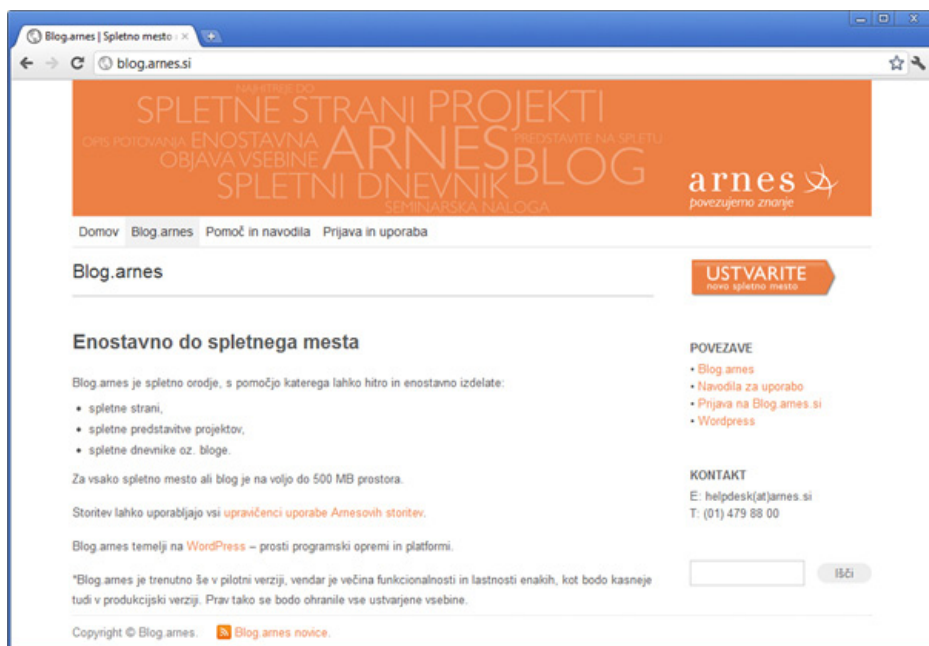 Blog.arnes | Spletno mesto
blog.arnes.si
NAJHITREJE DO
SPLETNE STRANI PROJEKTI
OPIS POTOVANJA ENOSTAVNA ARNES PREDSTAVITE NA SPLETU
OBJAVA VSEBINE BLOG
SPLETNI DNEVNIK
SEMINARSKA NALOGA
arnes
povezujemo znanje
Domov Blog.arnes Pomoč in navodila Prijava in uporaba
Blog.arnes
USTVARITE
novo spletno mesto
Enostavno do spletnega mesta
Blog.arnes je spletno orodje, s pomočjo katerega lahko hitro in enostavno izdelate:
• spletne strani,
• spletne predstavitve projektov,
• spletne dnevnike oz. bloge.
Za vsako spletno mesto ali blog je na voljo do 500 MB prostora.
Storitev lahko uporabljajo vsi upravičenci uporabe Arnesovih storitev.
Blog.arnes temelji na WordPress – prosti programski opremi in platformi.
*Blog.arnes je trenutno še v pilotni verziji, vendar je večina funkcionalnosti in lastnosti enakih, kot bodo kasneje
tudi v produkcijski verziji. Prav tako se bodo ohranile vse ustvarjene vsebine.
POVEZAVE
• Blog.arnes
• Navodila za uporabo
• Prijava na Blog.arnes.si
• Wordpress
KONTAKT
E: helpdesk(at)arnes.si
T: (01) 479 88 00
Išči
Copyright © Blog.arnes. Blog.arnes novice.